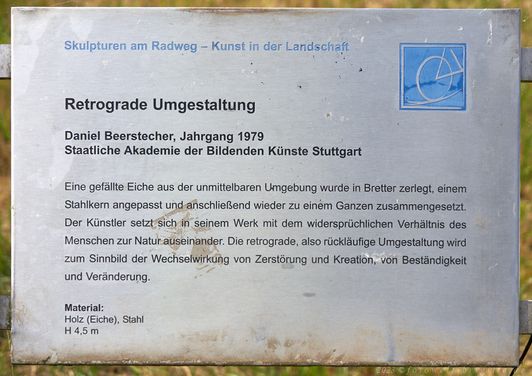 Skulpturen am Radweg – Kunst in der Landschaft
Retrograde Umgestaltung
Daniel Beerstecher, Jahrgang 1979
Staatliche Akademie der Bildenden Künste Stuttgart
Eine gefällte Eiche aus der unmittelbaren Umgebung wurde in Bretter zerlegt, einem
Stahlkern angepasst und anschließend wieder zu einem Ganzen zusammengesetzt.
Der Künstler setzt sich in seinem Werk mit dem widersprüchlichen Verhältnis des
Menschen zur Natur auseinander. Die retrograde, also rückläufige Umgestaltung wird
zum Sinnbild der Wechselwirkung von Zerstörung und Kreation, von Beständigkeit
und Veränderung.
Material:
Holz (Eiche), Stahl
H 4,5 m